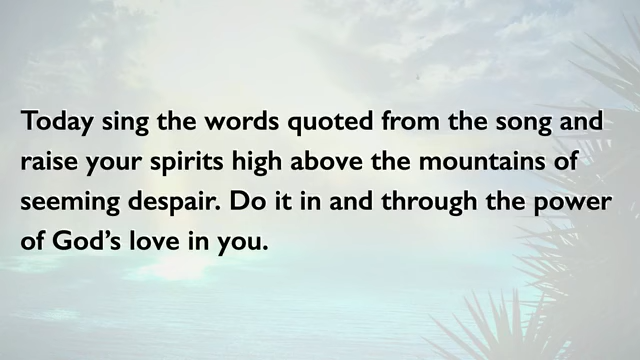 Today sing the words quoted from the song and
raise your spirits high above the mountains of
seeming despair. Do it in and through the power
of God’s love in you.